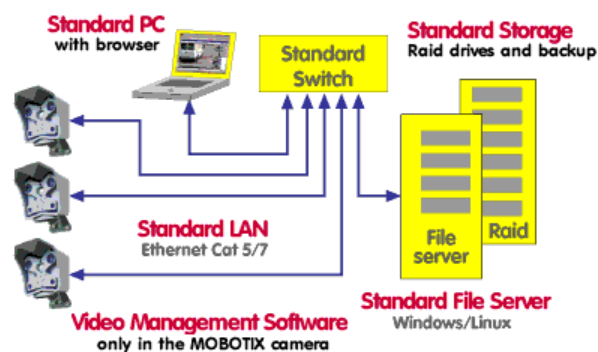 Standard PC
with browser
Standard
Switch
Standard Storage
Raid drives and backup
Standard LAN
Ethernet Cat 5/7
File
server
Raid
Standard File Server
Windows/Linux
Video Management Software
only in the MOBOTIX camera